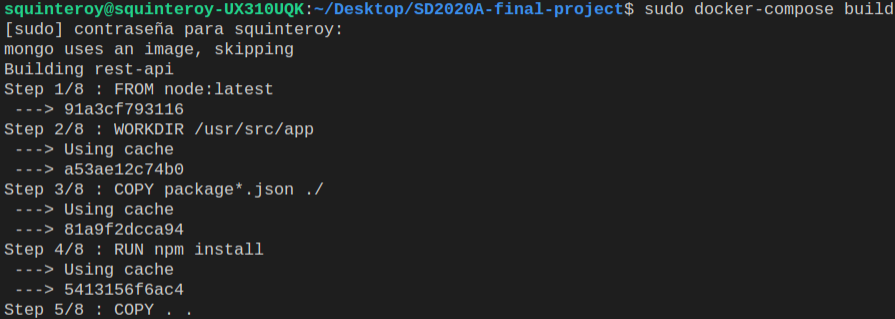 squinteroy@squinteroy-UX310UQK:~/Desktop/SD2020A-final-project$ sudo docker-compose build
[sudo] contraseña para squinteroy:
mongo uses an image, skipping
Building rest-api
Step 1/8 : FROM node:latest
 ---> 91a3cf793116
Step 2/8 : WORKDIR /usr/src/app
 ---> Using cache
 ---> a53ae12c74b0
Step 3/8 : COPY package*.json ./
 ---> Using cache
 ---> 81a9f2dcca94
Step 4/8 : RUN npm install
 ---> Using cache
 ---> 5413156f6ac4
Step 5/8 : COPY . .